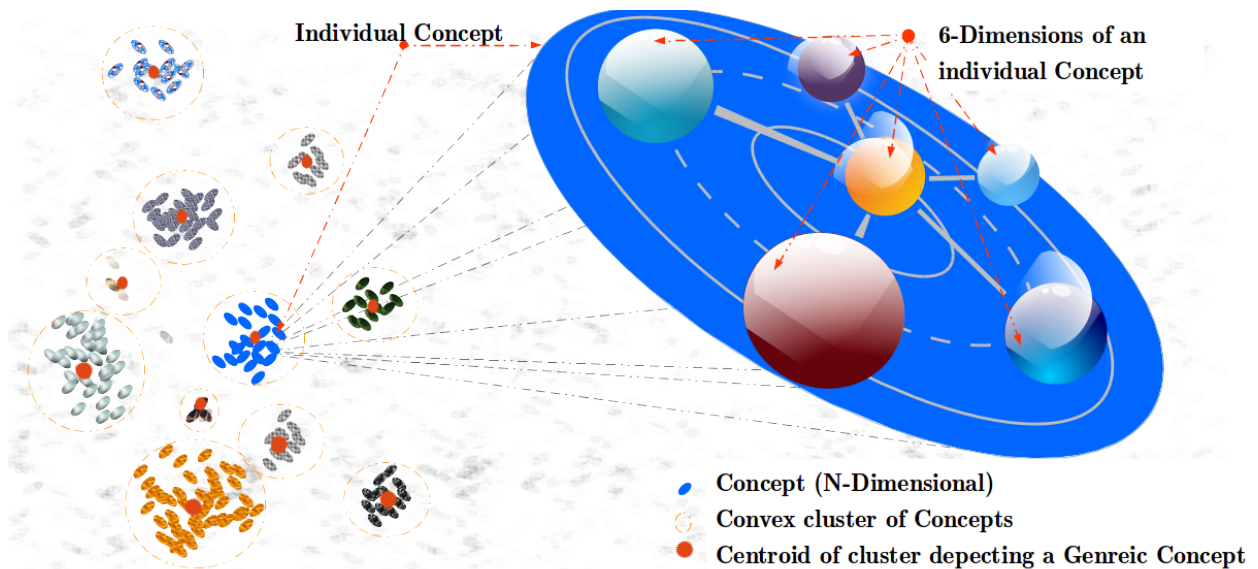 Individual Concept
6-Dimensions of an
individual Concept
Concept (N-Dimensional)
Convex cluster of Concepts
Centroid of cluster depecting a Genreic Concept